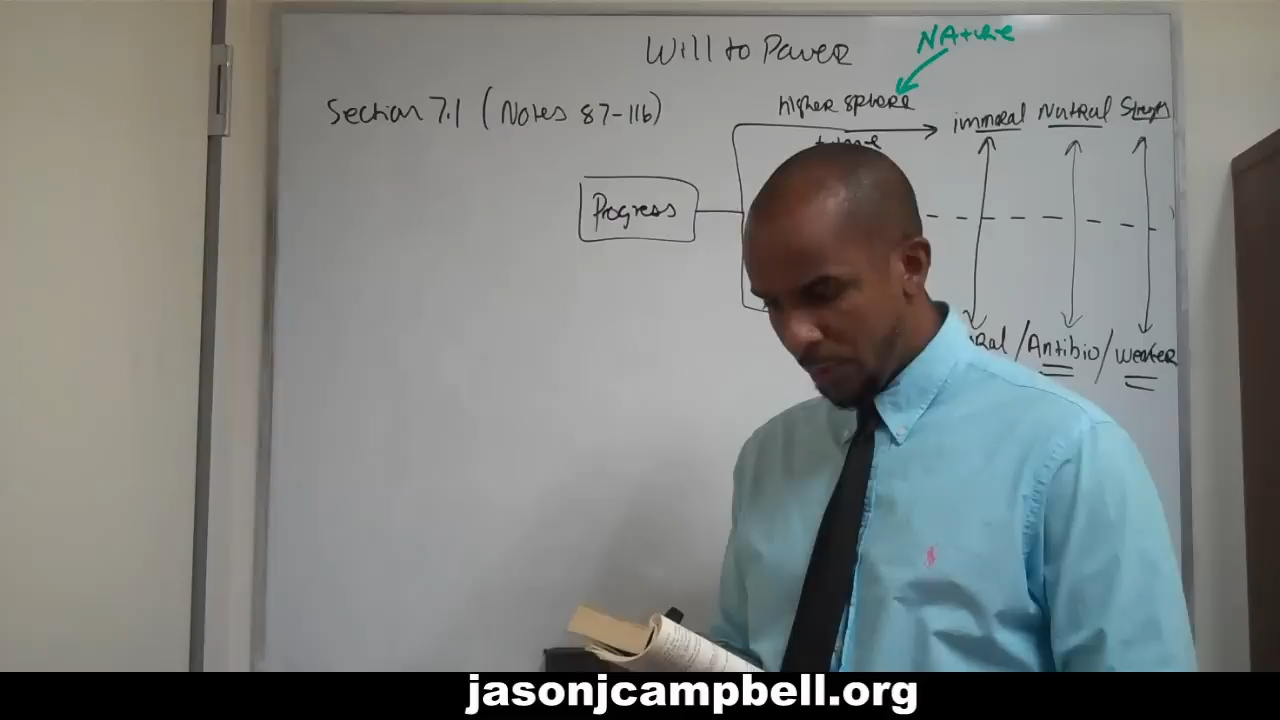 Will to Power
NAture
Section 7.1 (Notes 87-116)
higher sphere
immoral Natural Strength
Progress
/Antibio/weaker
jasonjcampbell.org